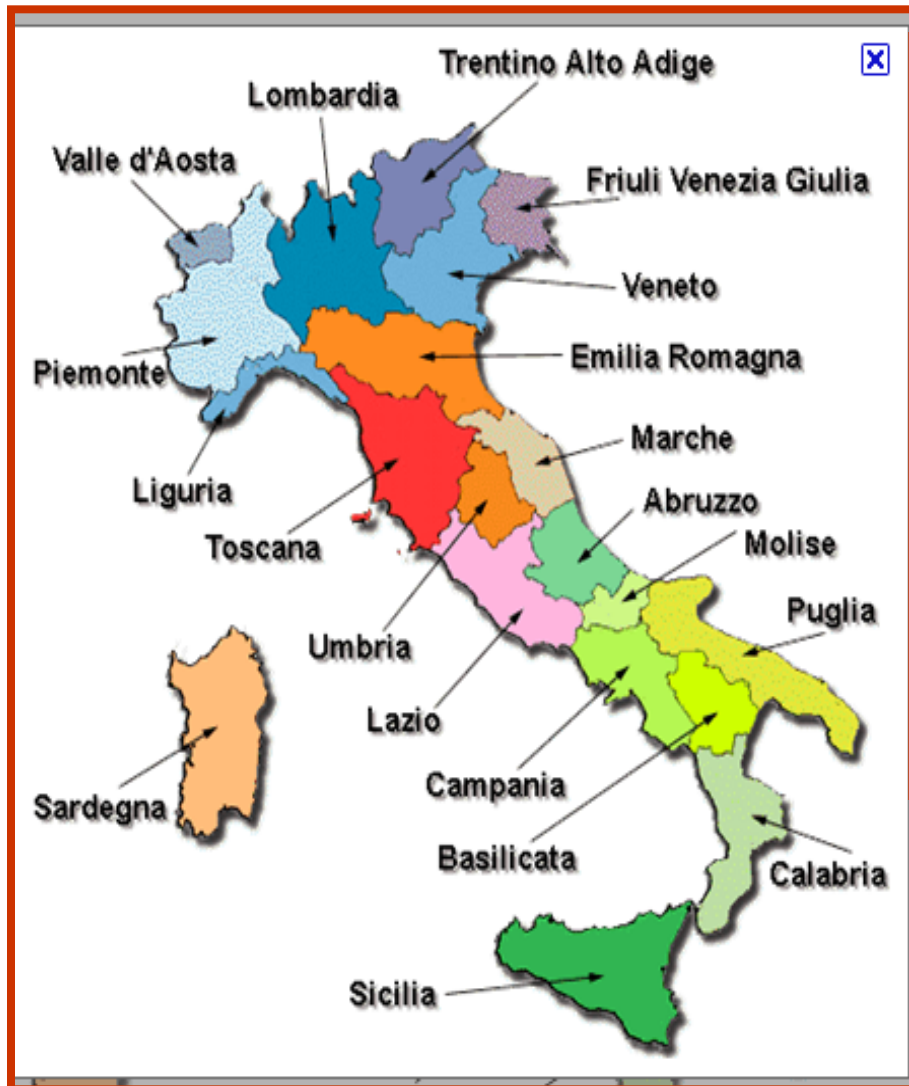 Trentino Alto Adige
Lombardia
Valle d'Aosta
Friuli Venezia Giulia
Veneto
Emilia Romagna
Piemonte
Marche
Liguria
Abruzzo
Toscana
Molise
Puglia
Umbria
Lazio
Campania
Sardegna
Basilicata
Calabria
Sicilia